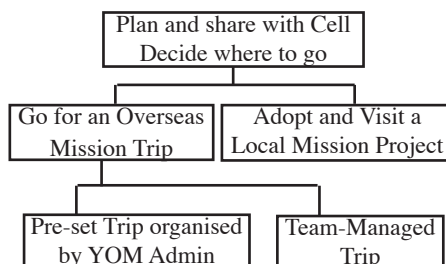 Plan and share with Cell
Decide where to go
Go for an Overseas
Mission Trip
Adopt and Visit a
Local Mission Project
Pre-set Trip organised
by YOM Admin
Team-Managed
Trip